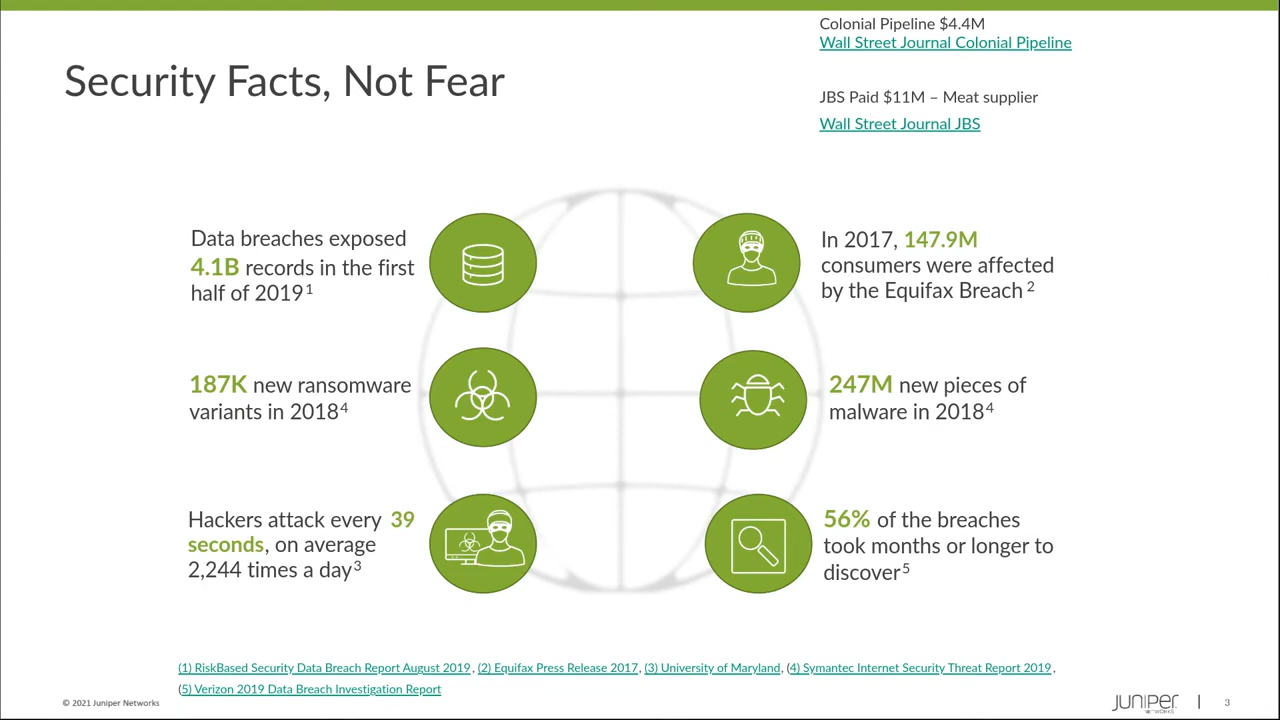 Colonial Pipeline $4.4M
Wall Street Journal Colonial Pipeline
Security Facts, Not Fear
JBS Paid $11M – Meat supplier
Wall Street Journal JBS
Data breaches exposed
4.1B records in the first
half of 2019¹
In 2017, 147.9M
consumers were affected
by the Equifax Breach ²
187K new ransomware
variants in 2018⁴
247M new pieces of
malware in 2018⁴
Hackers attack every 39
seconds, on average
2,244 times a day³
56% of the breaches
took months or longer to
discover⁵
(1) RiskBased Security Data Breach Report August 2019, (2) Equifax Press Release 2017, (3) University of Maryland, (4) Symantec Internet Security Threat Report 2019,
(5) Verizon 2019 Data Breach Investigation Report
© 2021 Juniper Networks
JUNIPER NETWORKS | 3